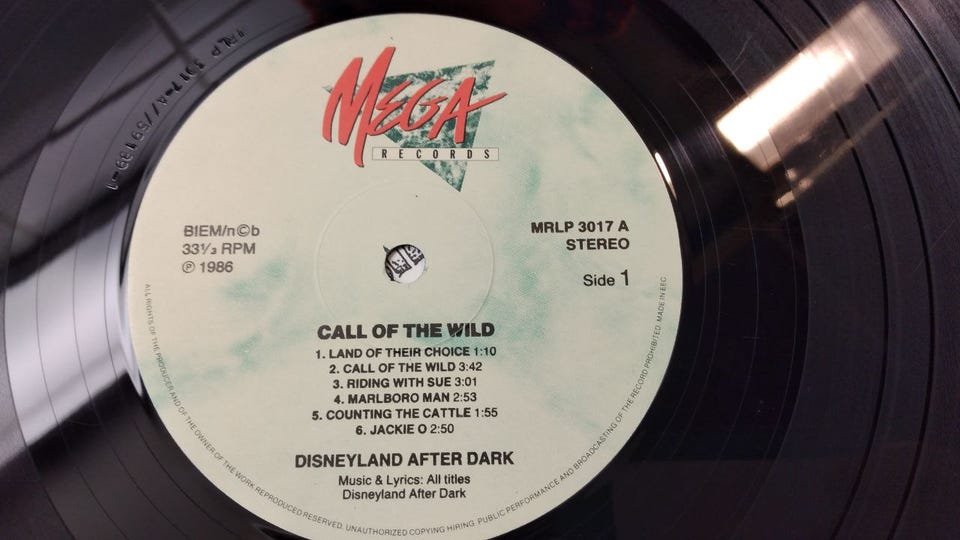 MRLP 3017-A//59133-1
MEGA
RECORDS
BIEM/n©b
33⅓ RPM
℗ 1986
MRLP 3017 A
STEREO
Side 1
CALL OF THE WILD
1. LAND OF THEIR CHOICE 1:10
2. CALL OF THE WILD 3:42
3. RIDING WITH SUE 3:01
4. MARLBORO MAN 2:53
5. COUNTING THE CATTLE 1:55
6. JACKIE O 2:50
DISNEYLAND AFTER DARK
Music & Lyrics: All titles
Disneyland After Dark
ALL RIGHTS OF THE PRODUCER AND OF THE OWNER OF THE WORK REPRODUCED RESERVED. UNAUTHORIZED COPYING HIRING. PUBLIC PERFORMANCE AND BROADCASTING OF THE RECORD PROHIBITED. MADE IN EEC